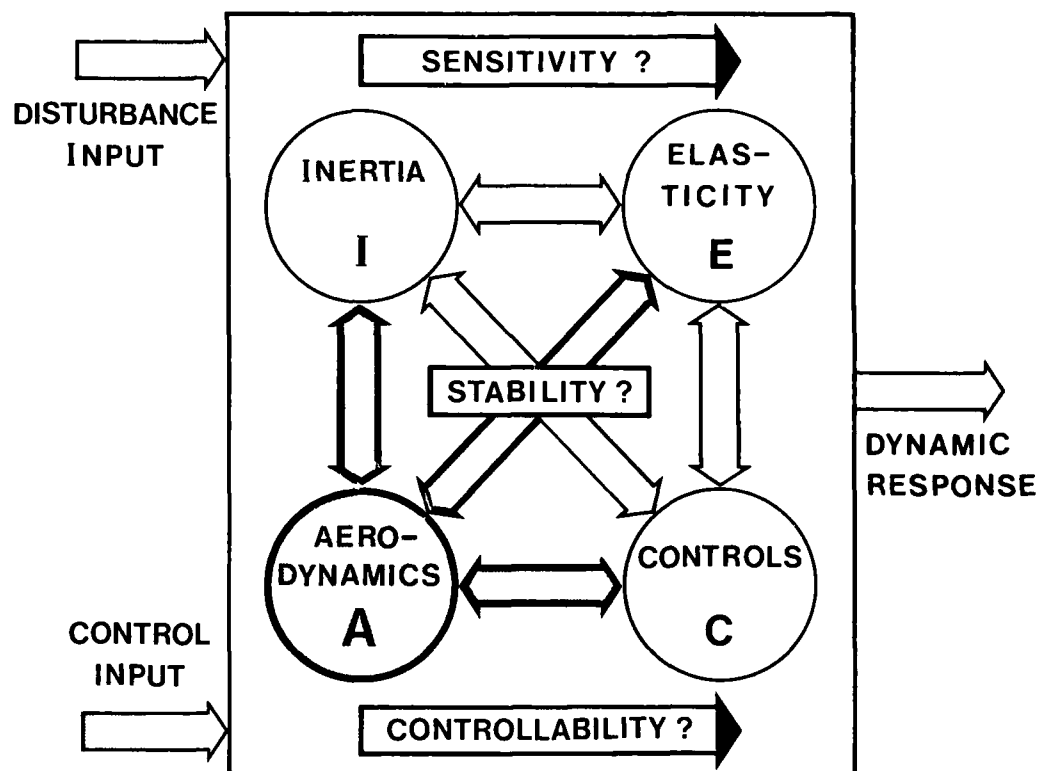 SENSITIVITY ?
DISTURBANCE
INPUT
INERTIA
I
ELAS-
TICITY
E
STABILITY ?
DYNAMIC
RESPONSE
AERO-
DYNAMICS
A
CONTROLS
C
CONTROL
INPUT
CONTROLLABILITY ?